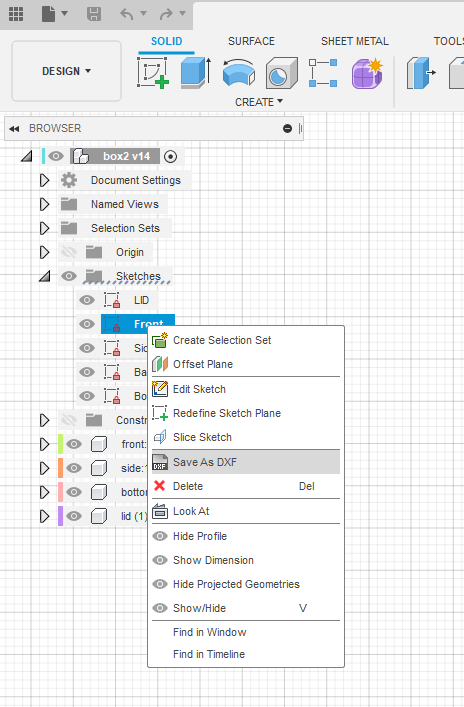 SOLID SURFACE SHEET METAL TOOLS
DESIGN
CREATE
BROWSER
box2 v14
Document Settings
Named Views
Selection Sets
Origin
Sketches
LID
Front
Create Selection Set
Offset Plane
Edit Sketch
Redefine Sketch Plane
Slice Sketch
DXF Save As DXF
Delete Del
Look At
Hide Profile
Show Dimension
Hide Projected Geometries
Show/Hide V
Find in Window
Find in Timeline
Sid
Ba
Bo
Constr
front:
side:1
bottom
lid (1)